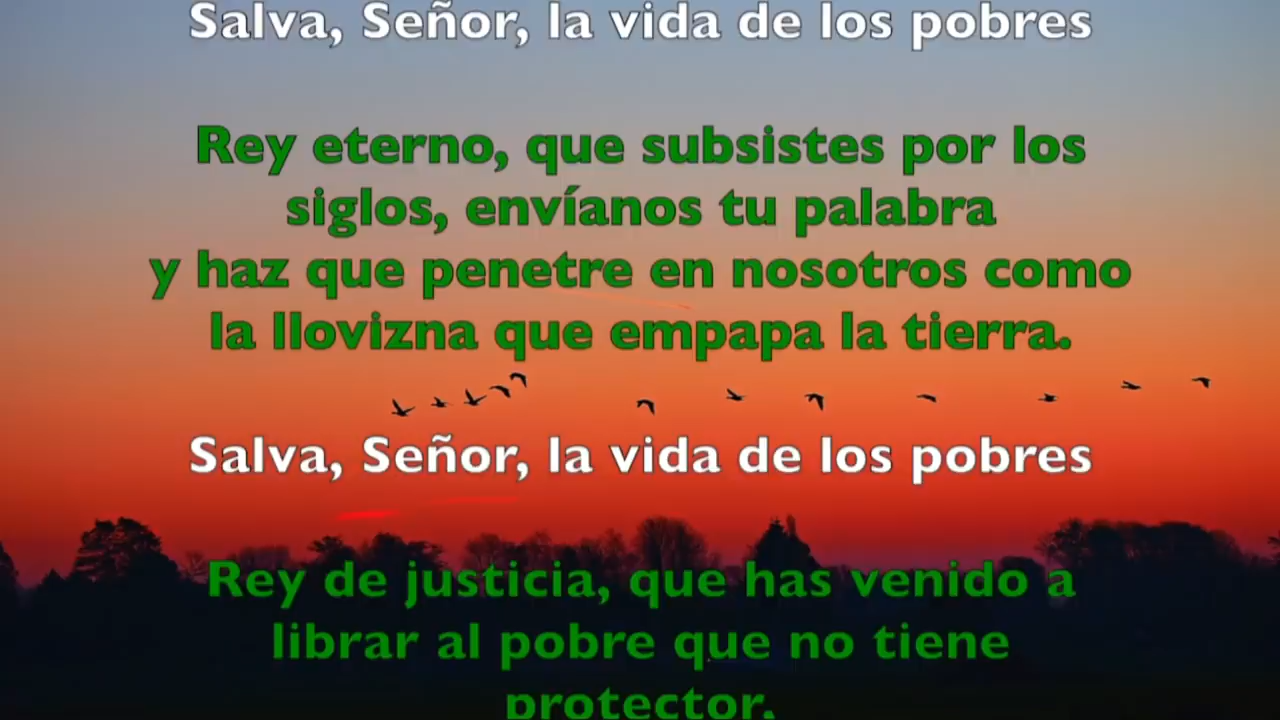 Salva, Señor, la vida de los pobres
Rey eterno, que subsistes por los
siglos, envíanos tu palabra
y haz que penetre en nosotros como
la llovizna que empapa la tierra.
Salva, Señor, la vida de los pobres
Rey de justicia, que has venido a
librar al pobre que no tiene
protector.